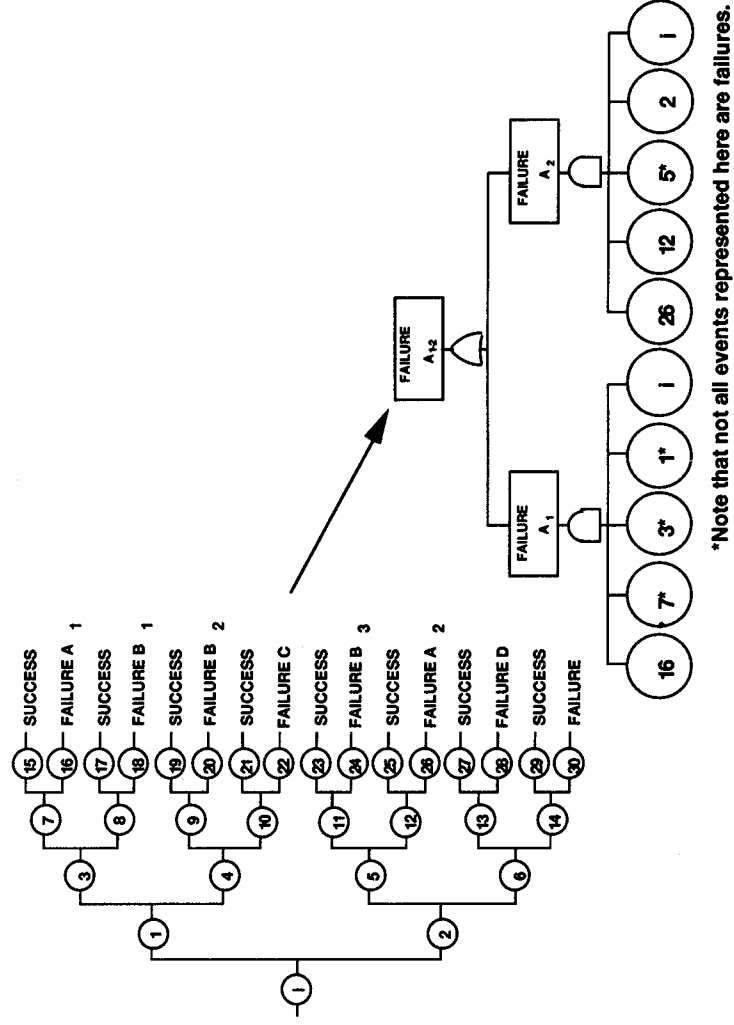 i
1
2
3
4
5
6
7
8
9
10
11
12
13
14
15 SUCCESS
16 FAILURE A 1
17 SUCCESS
18 FAILURE B 1
19 SUCCESS
20 FAILURE B 2
21 SUCCESS
22 FAILURE C
23 SUCCESS
24 FAILURE B 3
25 SUCCESS
26 FAILURE A 2
27 SUCCESS
28 FAILURE D
29 SUCCESS
30 FAILURE
FAILURE
A 1-2
FAILURE
A 1
FAILURE
A 2
16
7*
3*
1*
i
26
12
5*
2
i
*Note that not all events represented here are failures.